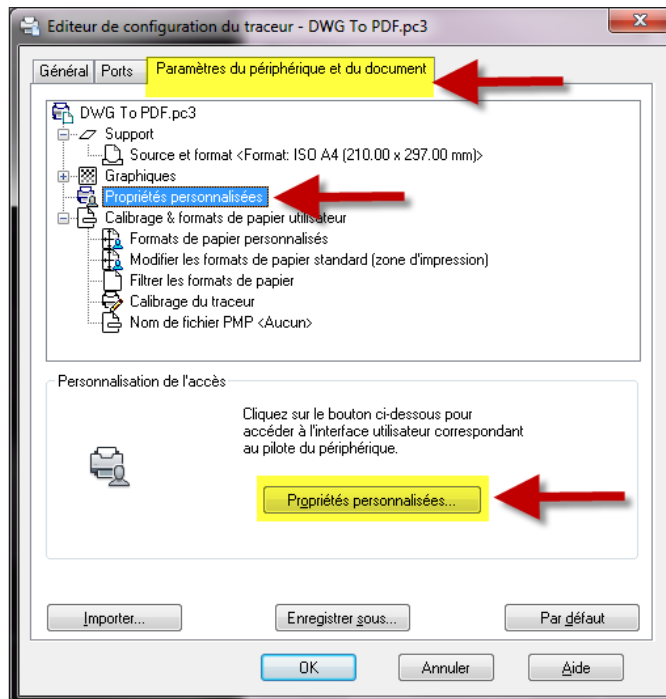 Editeur de configuration du traceur - DWG To PDF.pc3
Général
Ports
Paramètres du périphérique et du document
DWG To PDF.pc3
Support
Source et format <Format: ISO A4 (210.00 x 297.00 mm)>
Graphiques
Propriétés personnalisées
Calibrage & formats de papier utilisateur
Formats de papier personnalisés
Modifier les formats de papier standard (zone d'impression)
Filtrer les formats de papier
Calibrage du traceur
Nom de fichier PMP <Aucun>
Personnalisation de l'accès
Cliquez sur le bouton ci-dessous pour
accéder à l'interface utilisateur correspondant
au pilote du périphérique.
Propriétés personnalisées...
Importer...
Enregistrer sous...
Par défaut
OK
Annuler
Aide